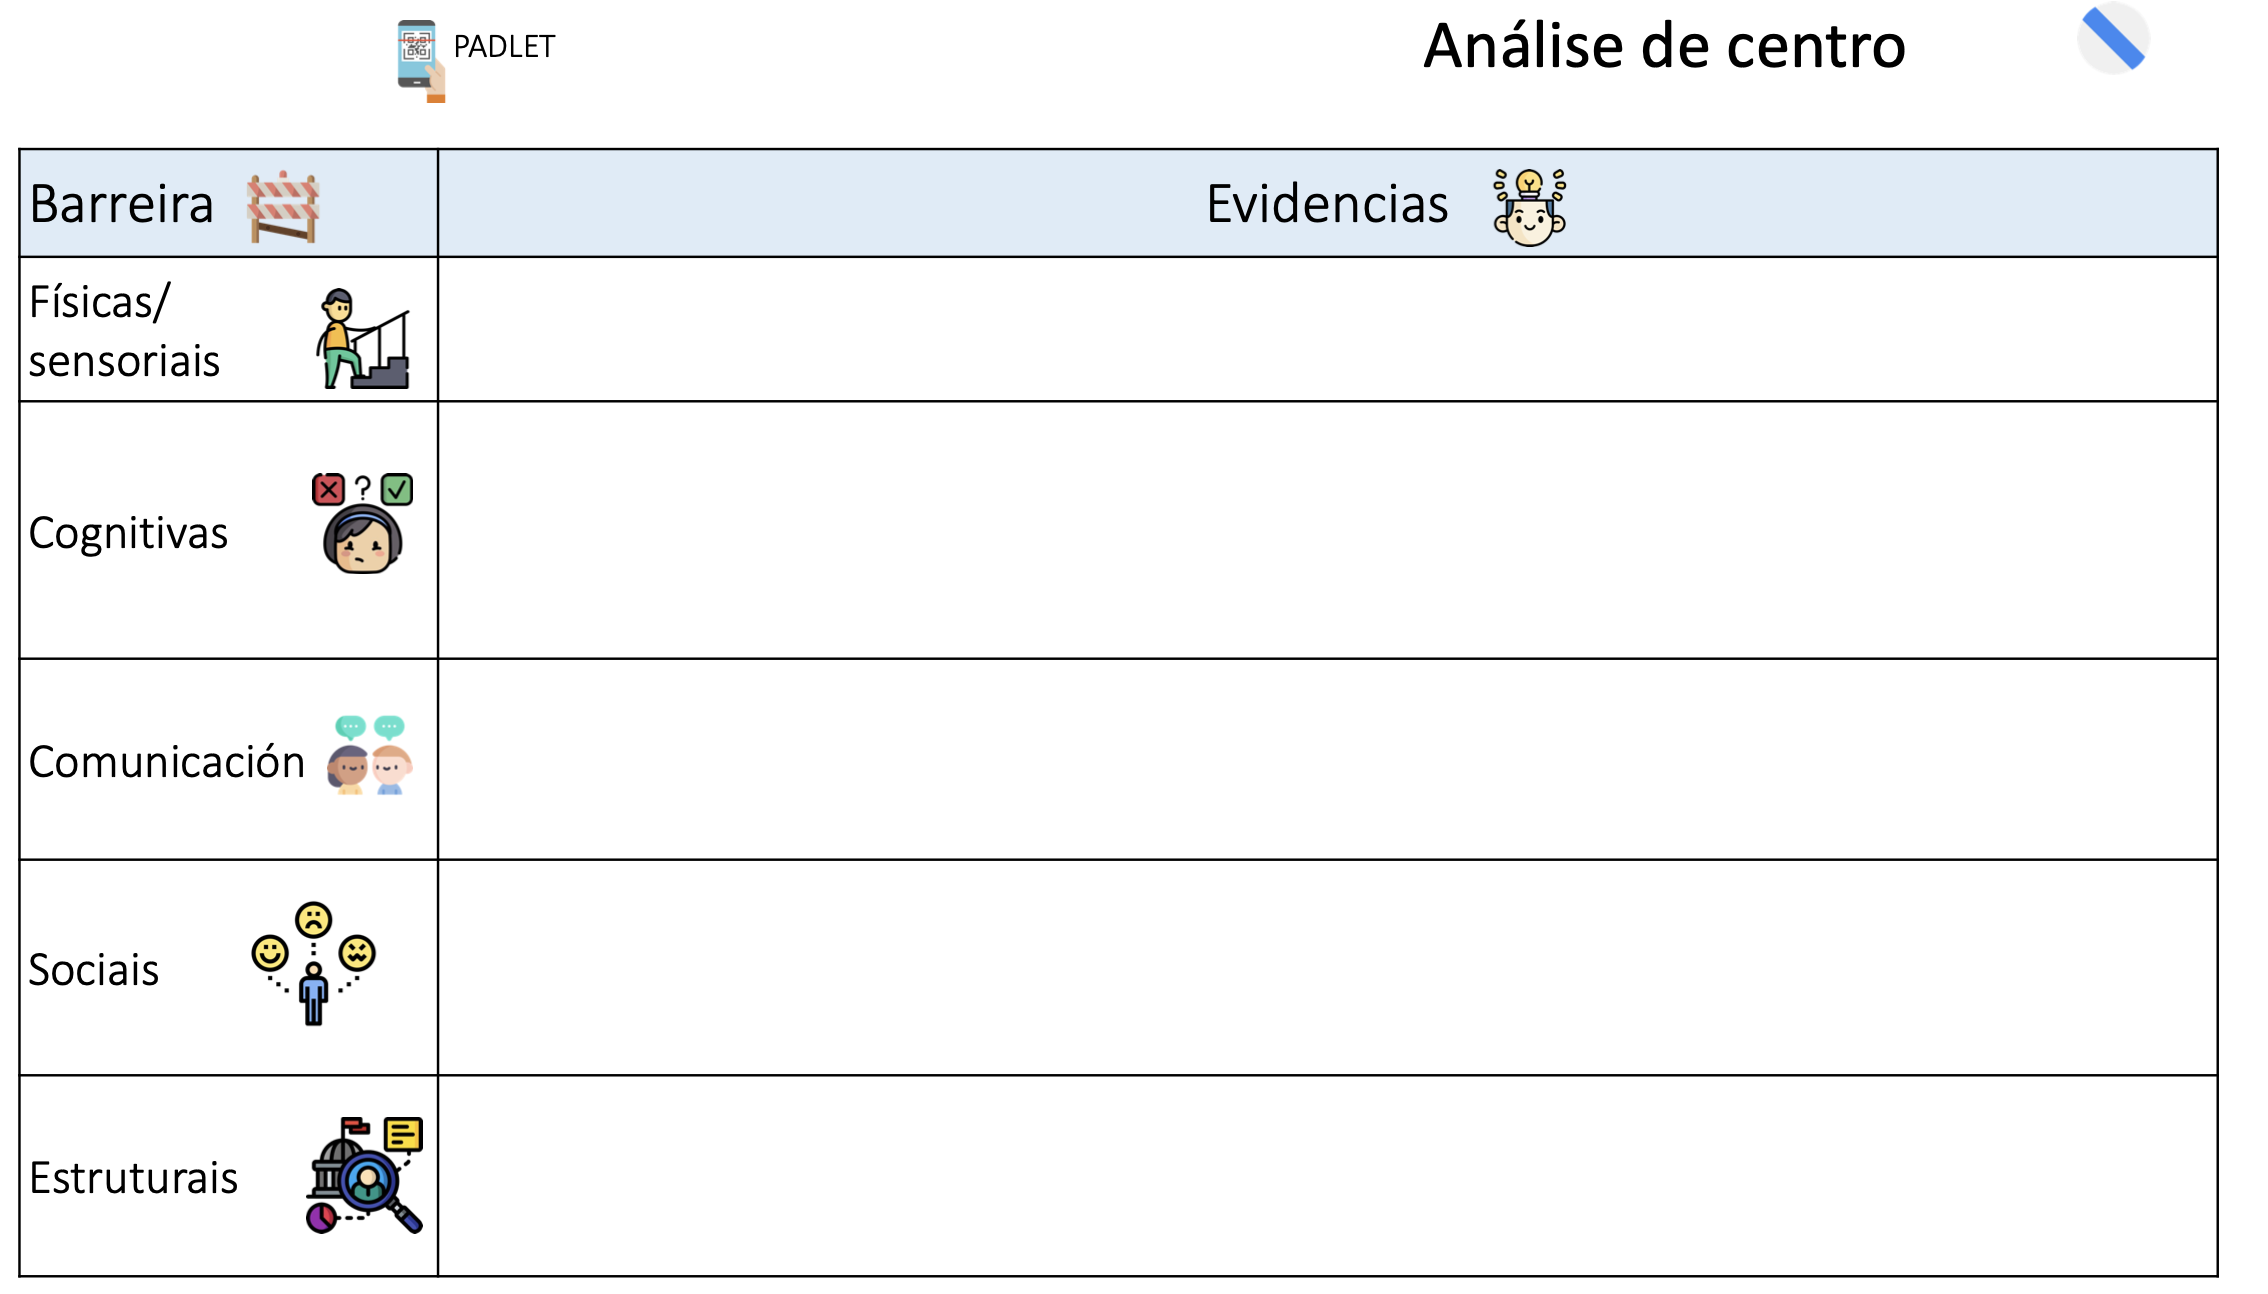 PADLET
Análise de centro
Barreira
Evidencias
Físicas/
sensoriais
Cognitivas
Comunicación
Sociais
Estruturais